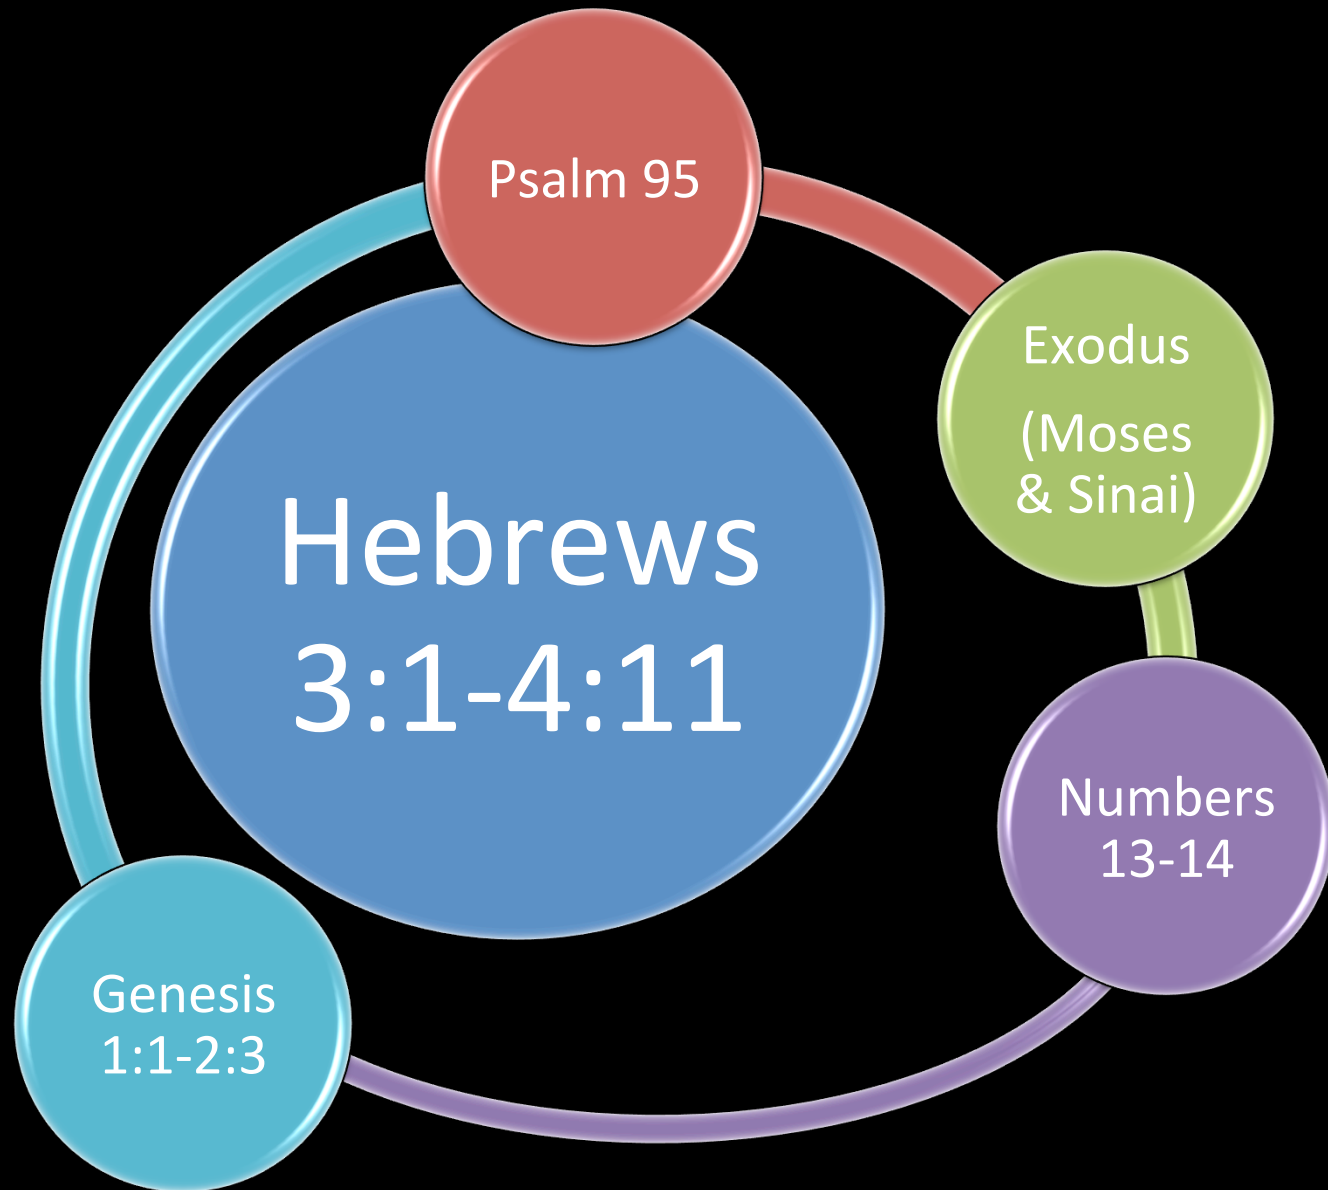 Psalm 95
Exodus
(Moses
& Sinai)
Hebrews
3:1-4:11
Numbers
13-14
Genesis
1:1-2:3